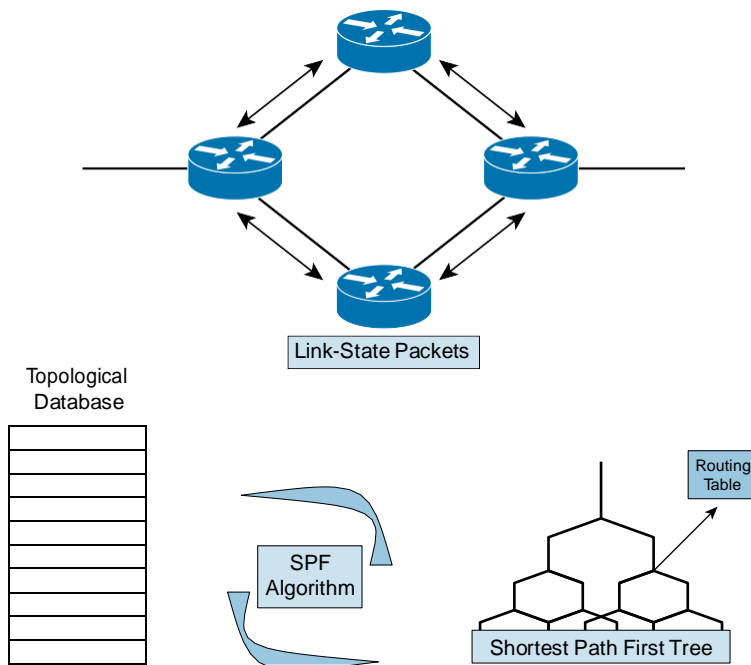 Link-State Packets
Topological
Database
Routing
Table
SPF
Algorithm
Shortest Path First Tree